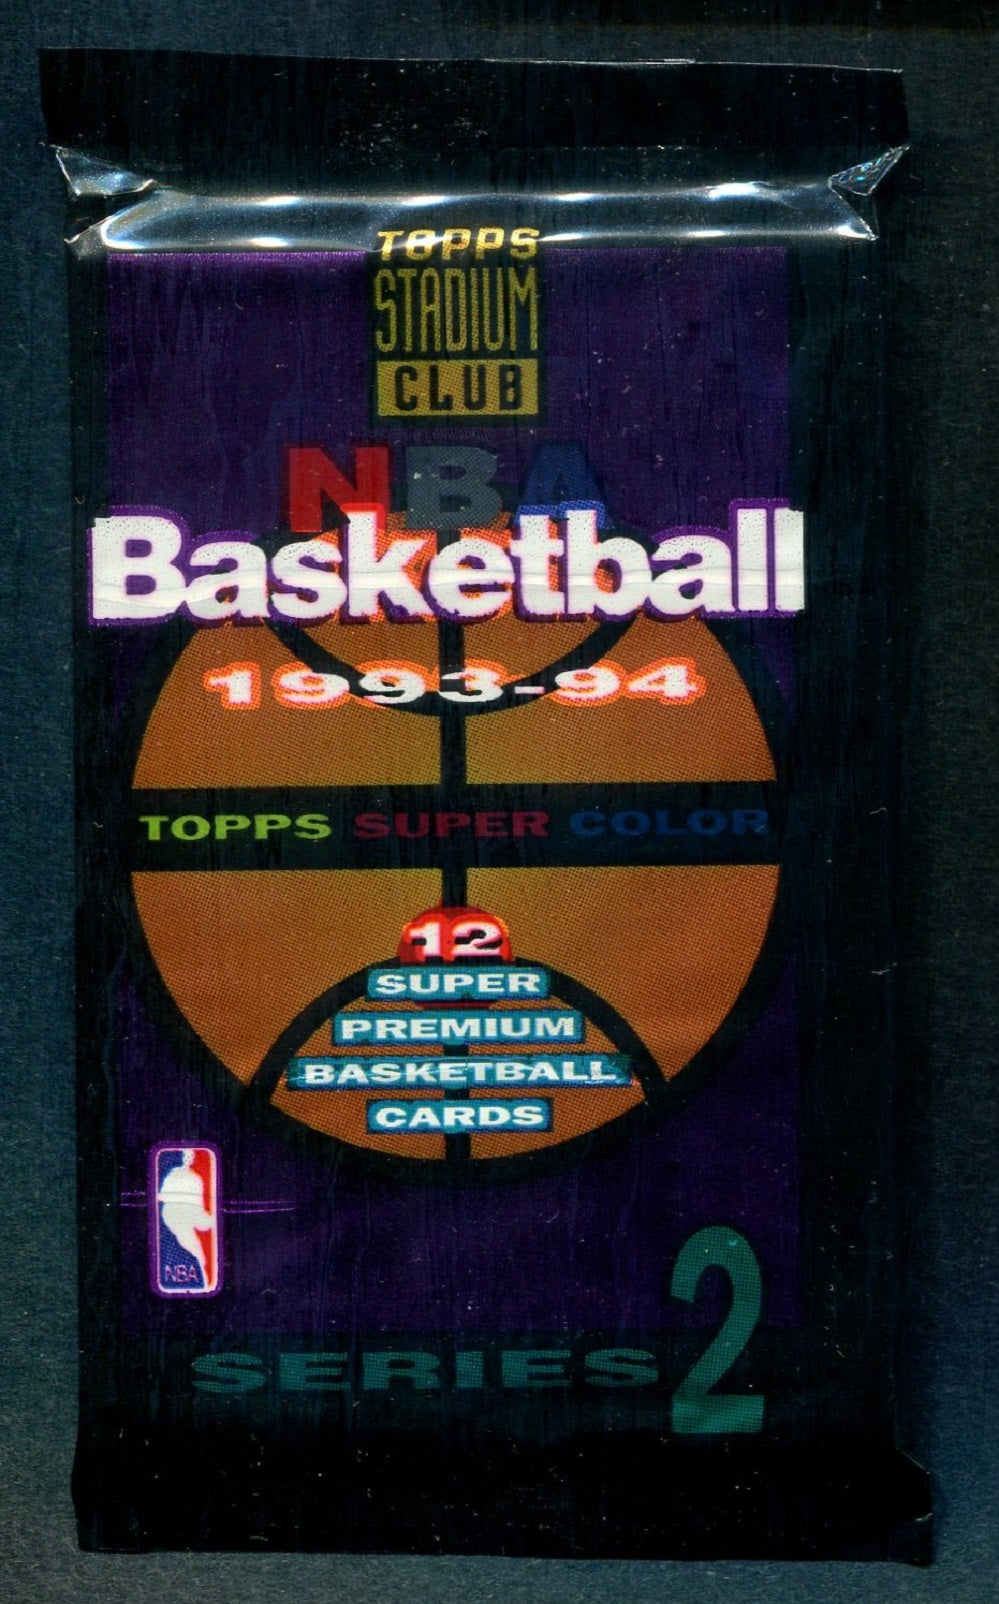 TOPPS
STADIUM
CLUB
NBA
Basketball
1993-94
TOPPS SUPER COLOR
12
SUPER
PREMIUM
BASKETBALL
CARDS
NBA
SERIES 2